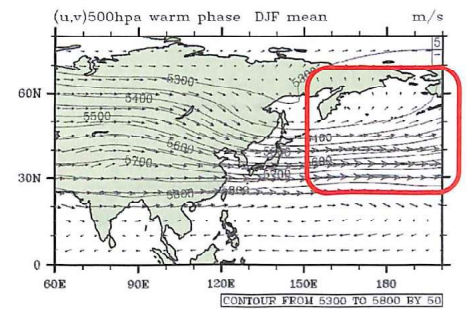 (u,v)500hpa warm phase  DJF mean m/s
5
5300
5300
5400
60N
5500
5600
5700
30N
5800
0
60E 90E 120E 150E 180
CONTOUR FROM 5300 TO 5800 BY 50